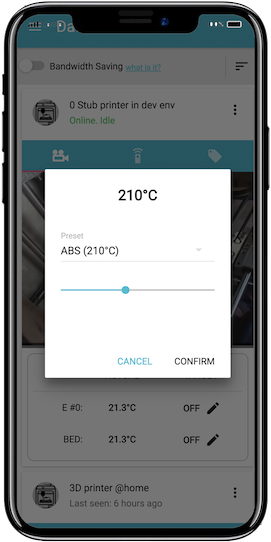 Da
Bandwidth Saving what is it?
0 Stub printer in dev env
Online. Idle
210°C
Preset
ABS (210°C)
CANCEL CONFIRM
E #0: 21.3°C OFF
BED: 21.3°C OFF
3D printer @home
Last seen: 6 hours ago